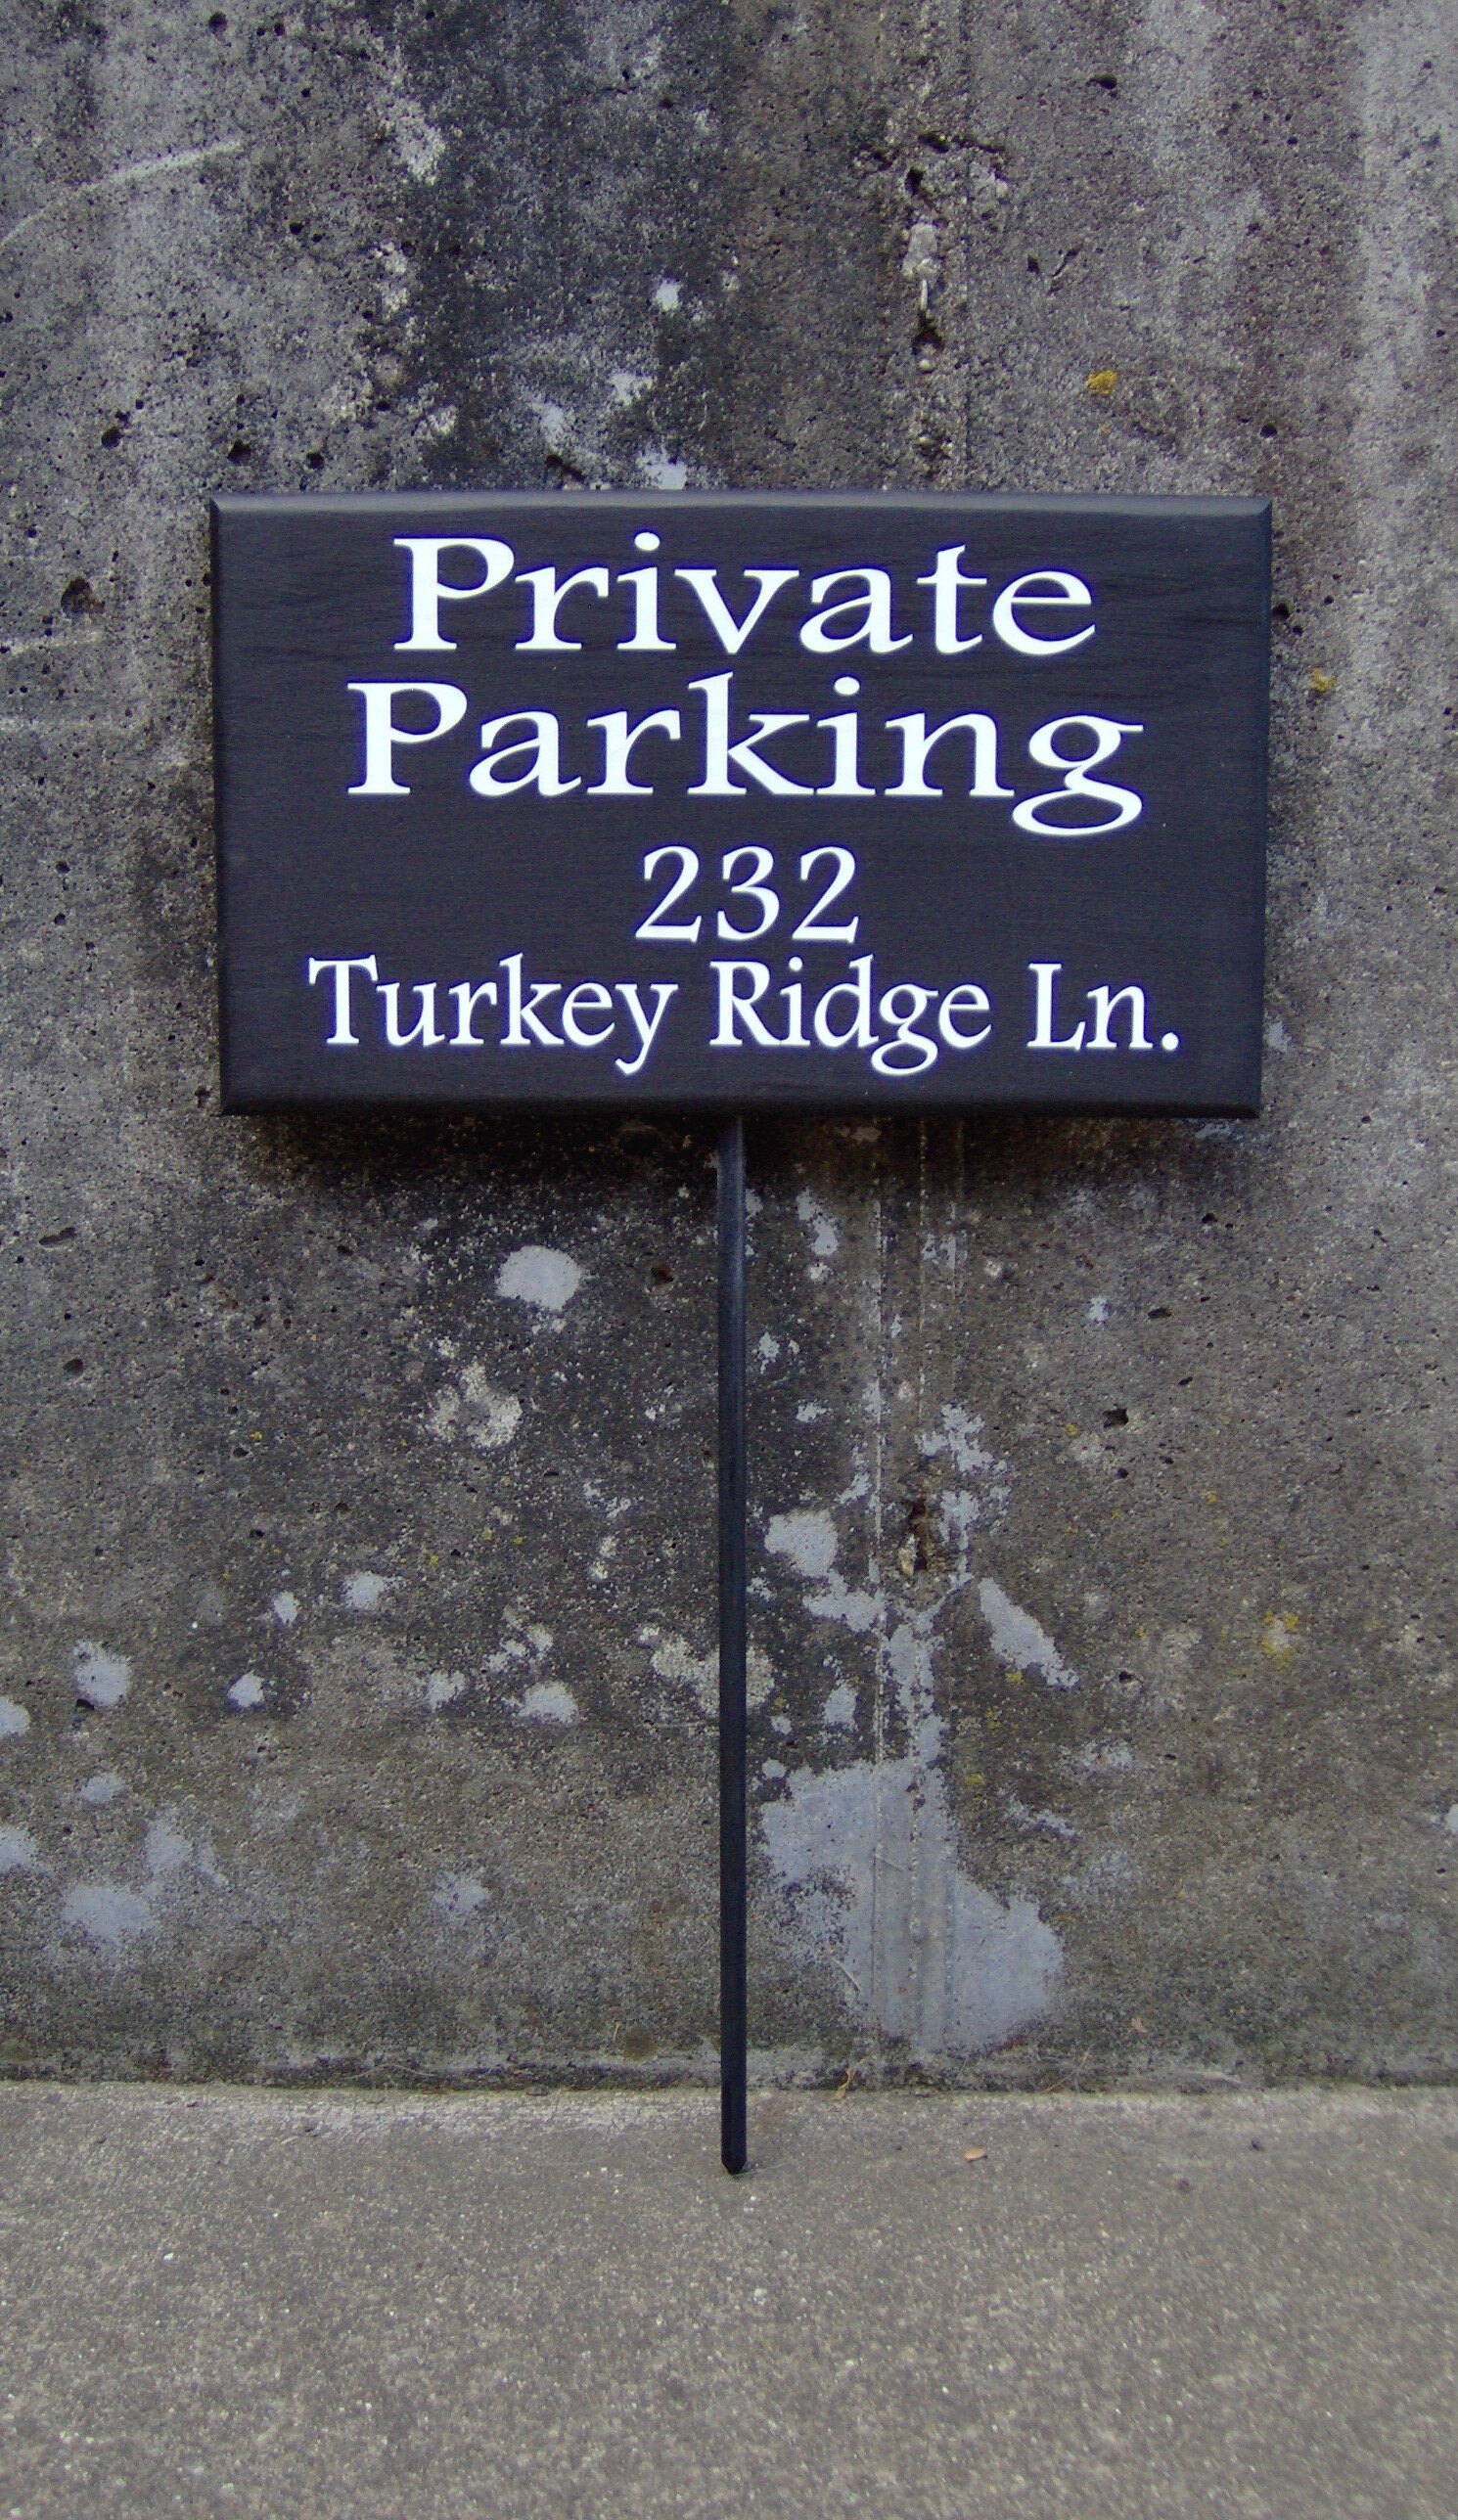 Private
Parking
232
Turkey Ridge Ln.